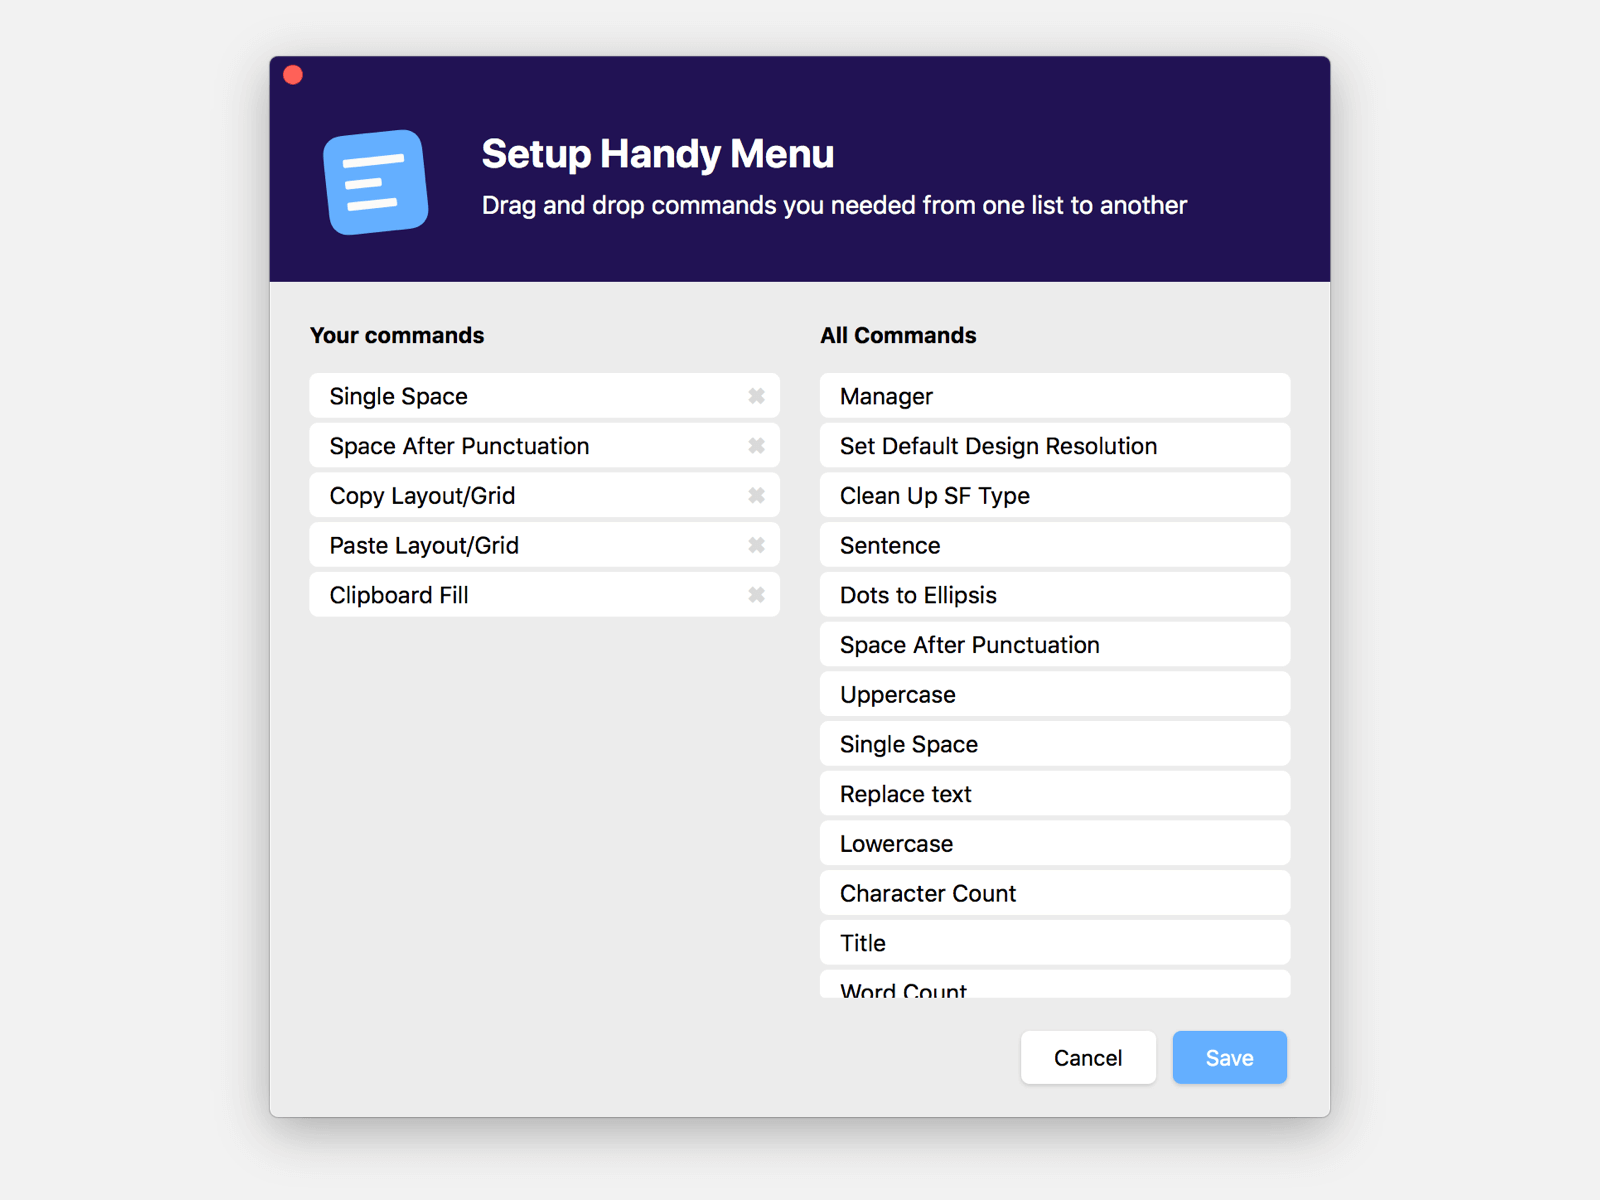 Setup Handy Menu
Drag and drop commands you needed from one list to another
Your commands
Single Space
Space After Punctuation
Copy Layout/Grid
Paste Layout/Grid
Clipboard Fill
All Commands
Manager
Set Default Design Resolution
Clean Up SF Type
Sentence
Dots to Ellipsis
Space After Punctuation
Uppercase
Single Space
Replace text
Lowercase
Character Count
Title
Word Count
Cancel
Save